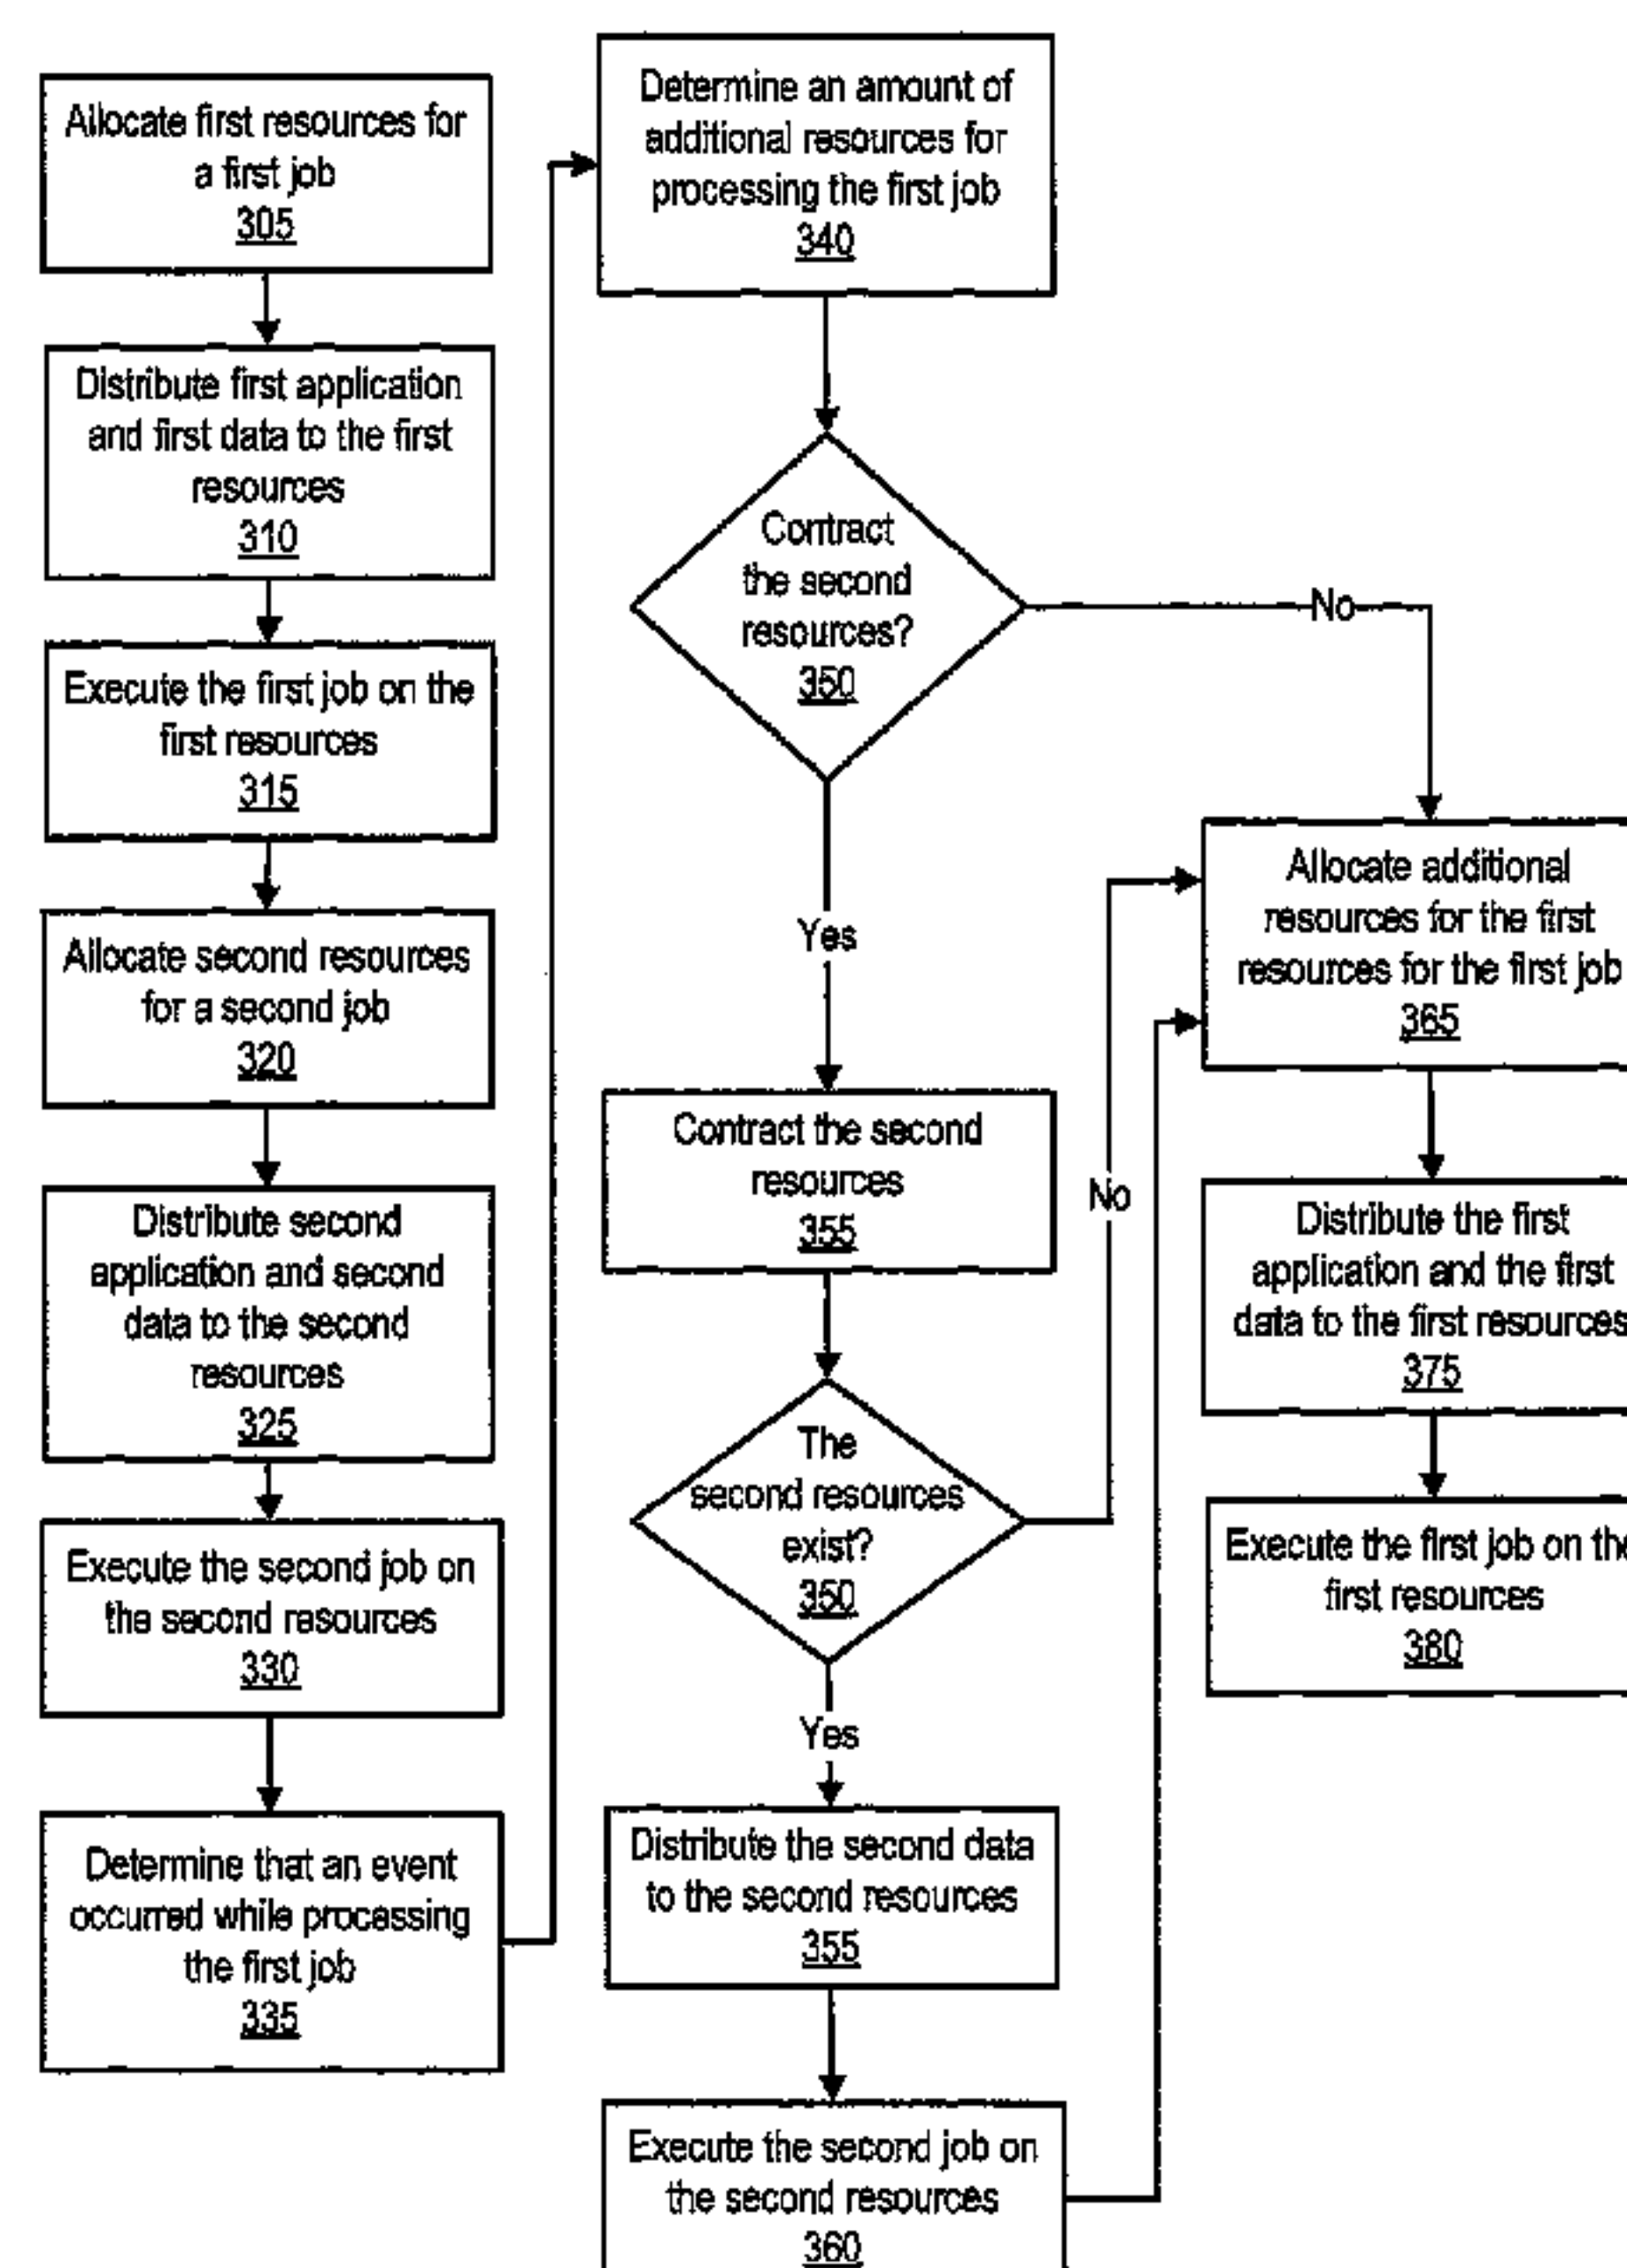 Allocate first resources for
a first job
305
Distribute first application
and first data to the first
resources
310
Execute the first job on the
first resources
315
Allocate second resources
for a second job
320
Distribute second
application and second
data to the second
resources
325
Execute the second job on
the second resources
330
Determine that an event
occurred while processing
the first job
335
Determine an amount of
additional resources for
processing the first job
340
Contract
the second
resources?
350
No
Yes
Contract the second
resources
355
The
second resources
exist?
350
No
Yes
Distribute the second data
to the second resources
355
Execute the second job on
the second resources
360
Allocate additional
resources for the first
resources for the first job
365
Distribute the first
application and the first
data to the first resources
375
Execute the first job on the
first resources
380